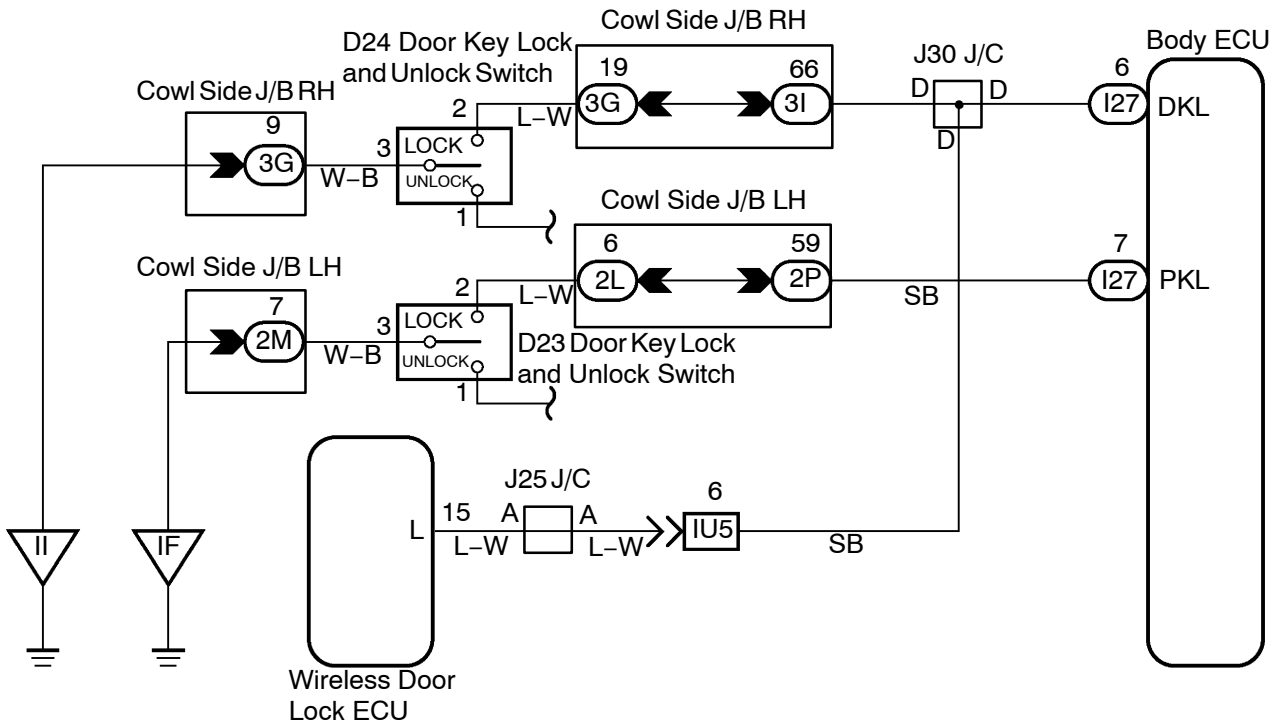 Cowl Side J/B RH
D24 Door Key Lock
and Unlock Switch
J30 J/C
Body ECU
Cowl Side J/B RH
19
66
6
3G
3I
D
D
D
I27
DKL
9
3G
2
L–W
3
LOCK
UNLOCK
W–B
1
Cowl Side J/B LH
6
59
7
2L
2P
SB
I27
PKL
Cowl Side J/B LH
7
2M
2
L–W
3
LOCK
UNLOCK
W–B
1
D23 Door Key Lock
and Unlock Switch
J25 J/C
6
L
15
A
A
L–W
L–W
IU5
SB
II
IF
Wireless Door
Lock ECU